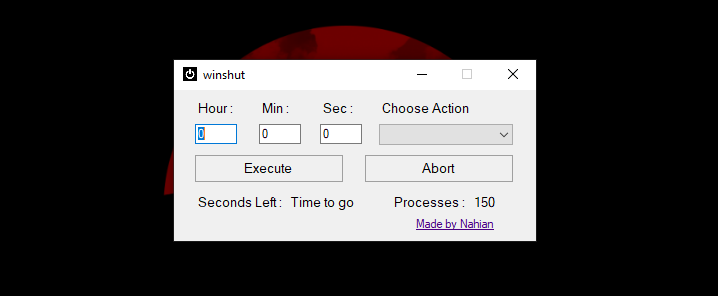 winshut
Hour : Min : Sec : Choose Action
0 0 0
Execute Abort
Seconds Left : Time to go Processes : 150
Made by Nahian